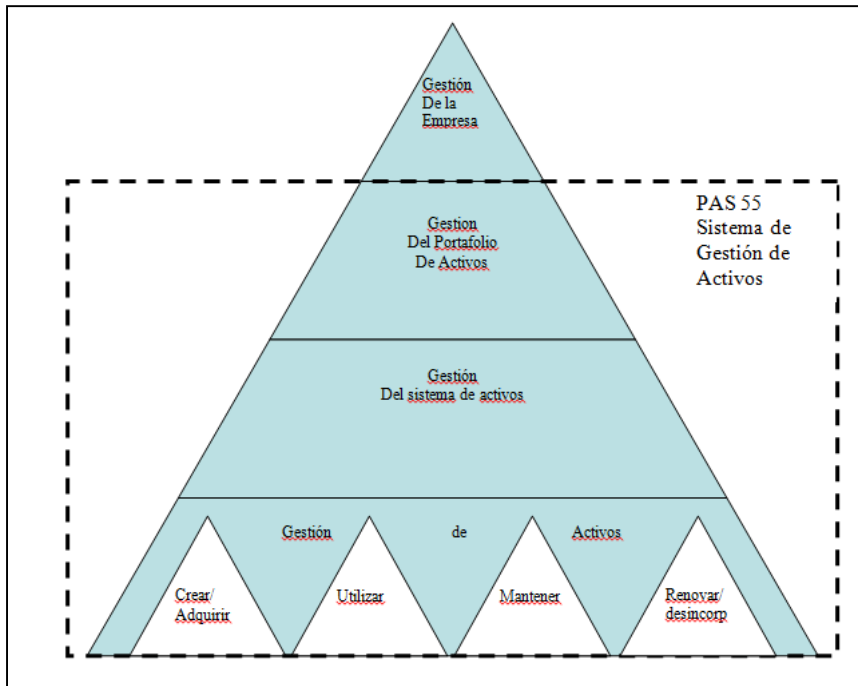 Gestión
De la
Empresa
PAS 55
Sistema de
Gestión de
Activos
Gestion
Del Portafolio
De Activos
Gestión
Del sistema de activos
Gestión de Activos
Crear/
Adquirir
Utilizar
Mantener
Renovar/
desincorp